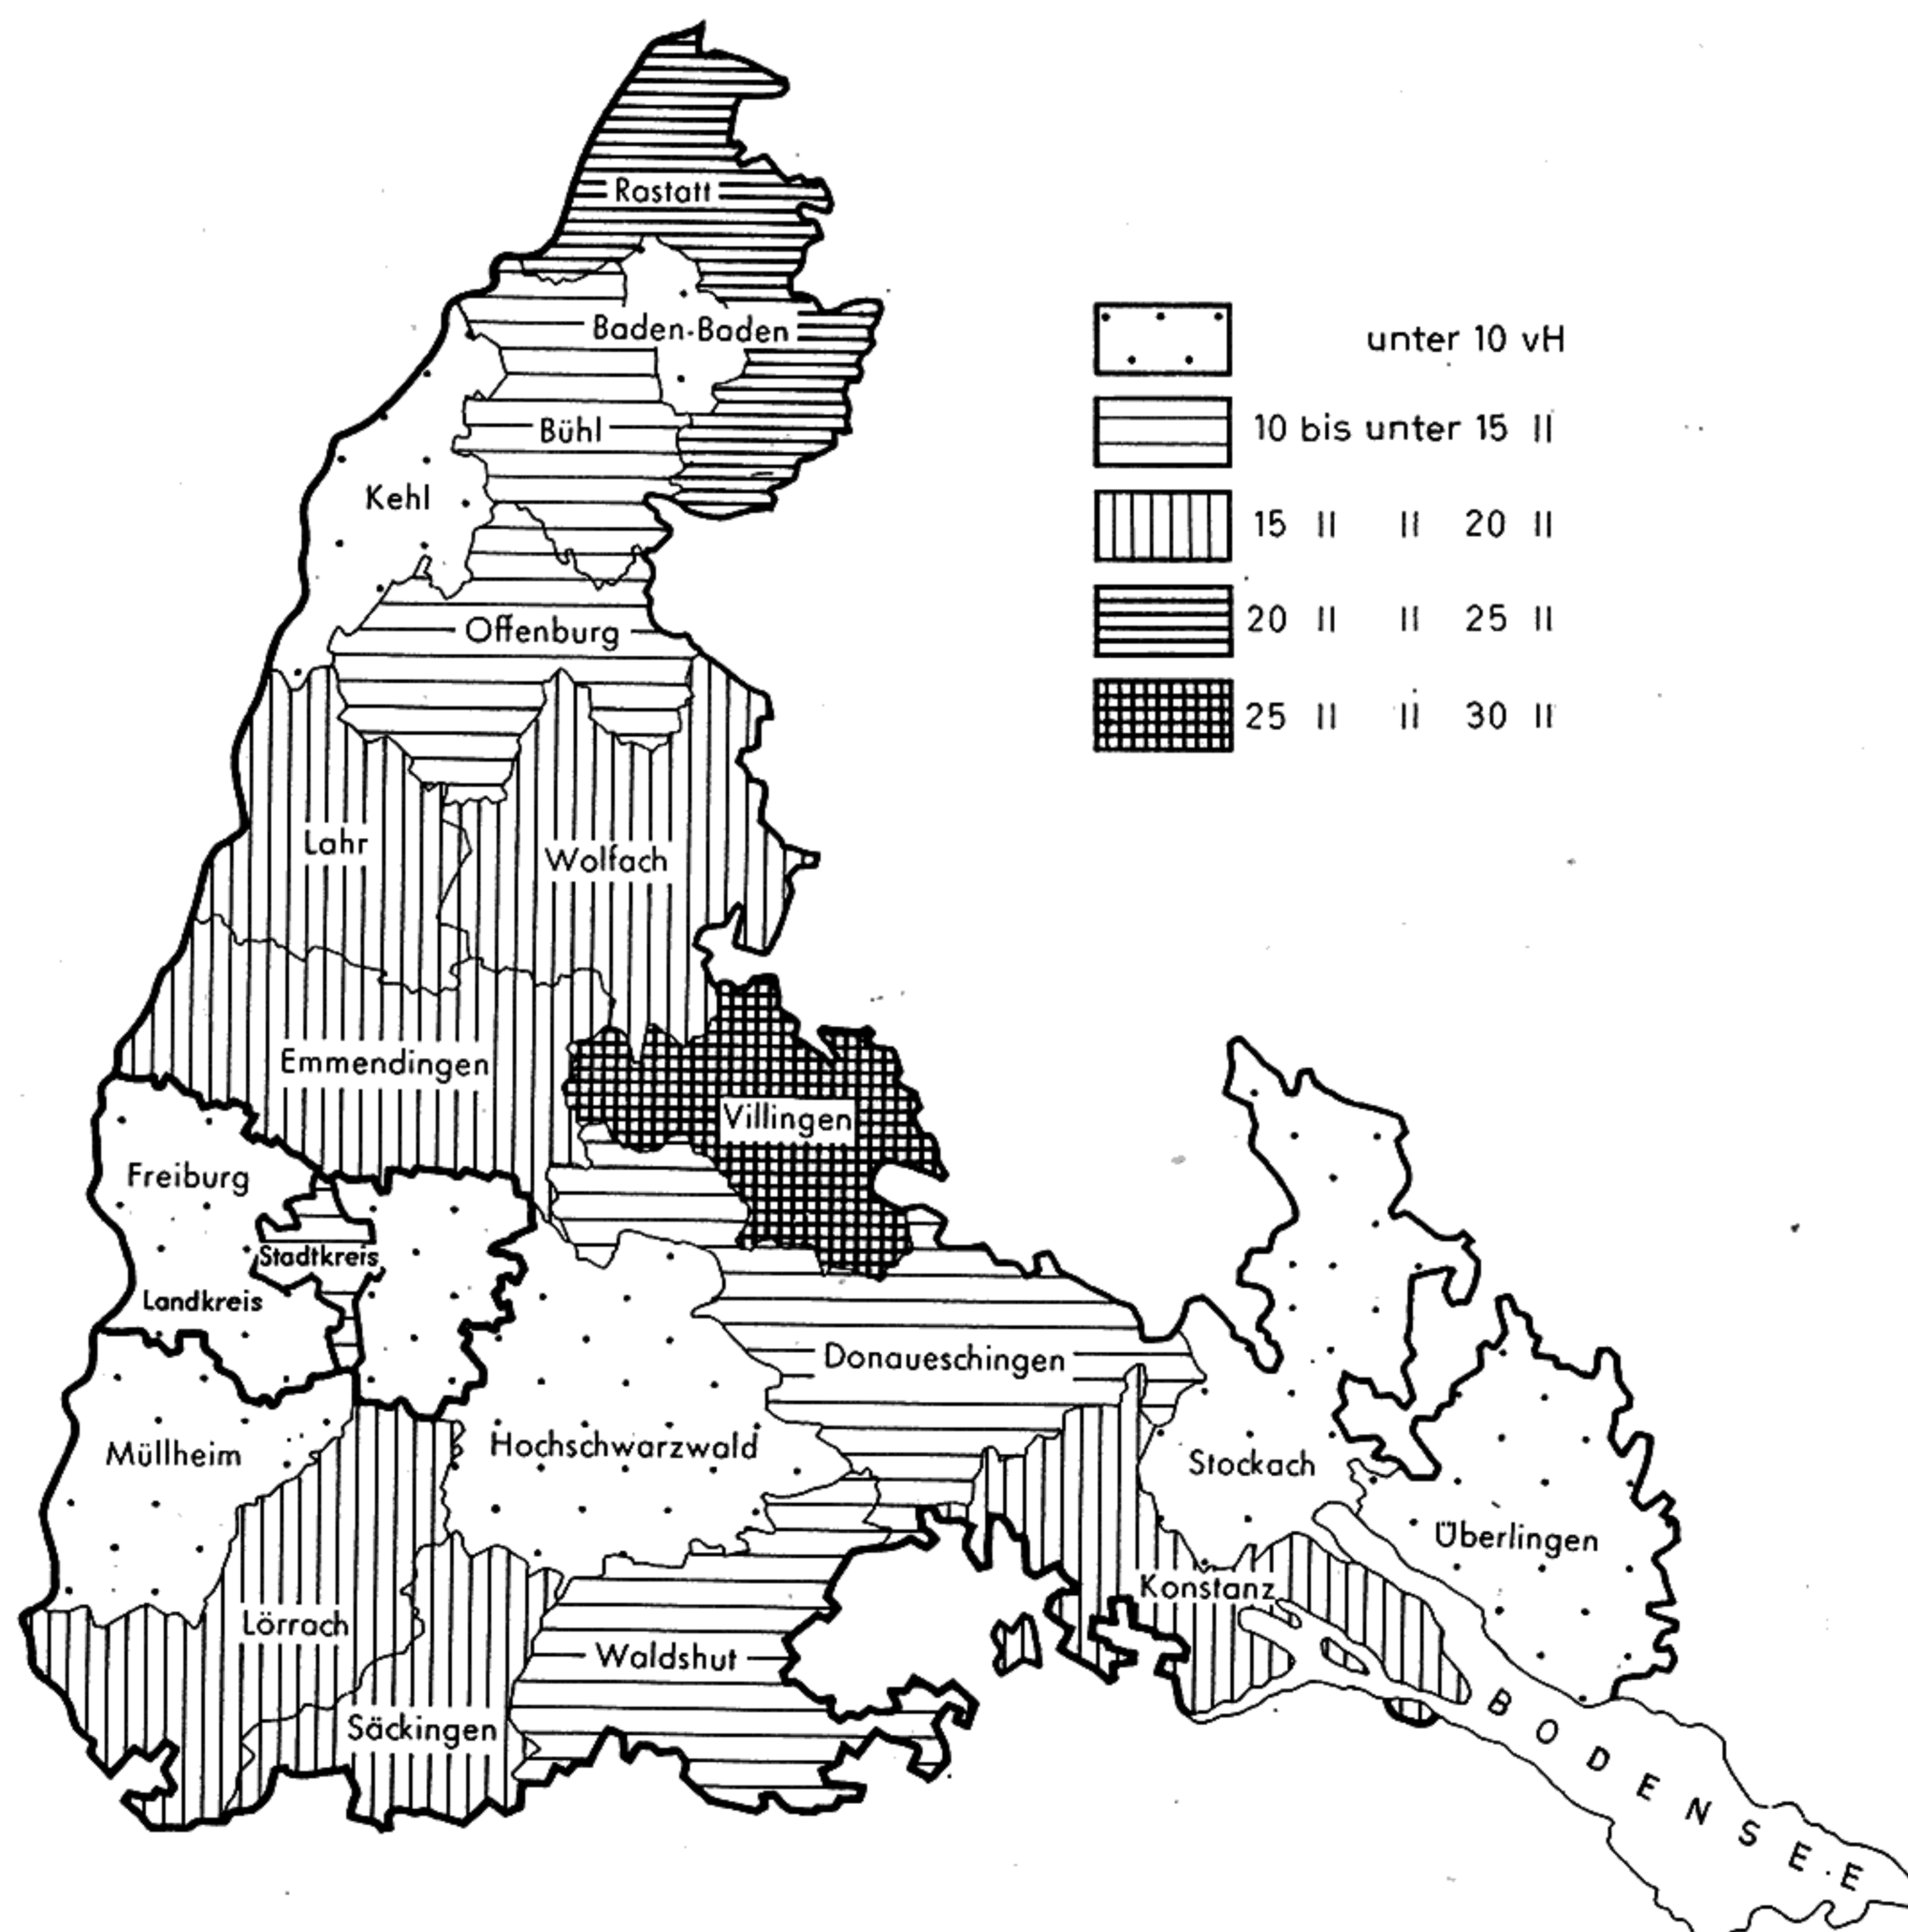 Rastatt
Baden-Baden
Bühl
Kehl
Offenburg
Lahr
Wolfach
Emmendingen
Villingen
Freiburg
Stadtkreis
Landkreis
Donaueschingen
Müllheim
Hochschwarzwald
Stockach
Überlingen
Konstanz
Lörrach
Waldshut
Säckingen
BODENSEE
unter 10 vH
10 bis unter 15 "
15 " " 20 "
20 " " 25 "
25 " " 30 "